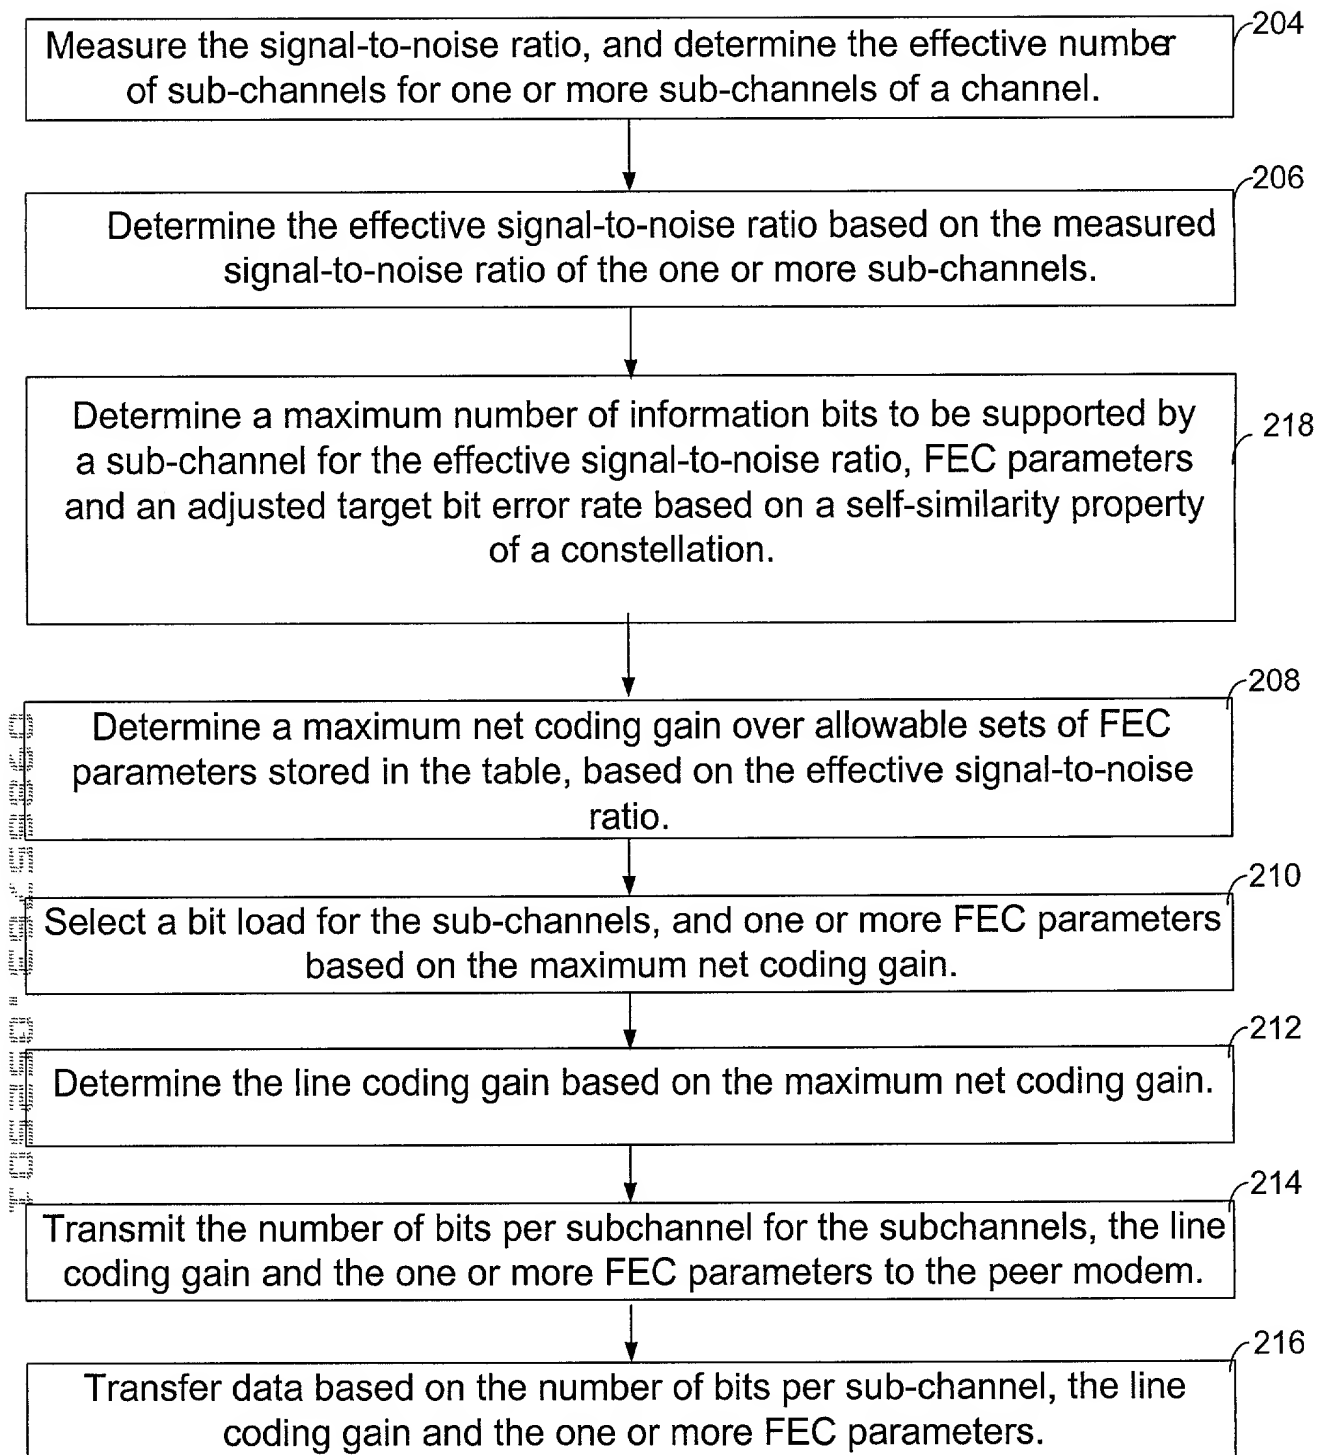 204
Measure the signal-to-noise ratio, and determine the effective number
of sub-channels for one or more sub-channels of a channel.
206
Determine the effective signal-to-noise ratio based on the measured
signal-to-noise ratio of the one or more sub-channels.
218
Determine a maximum number of information bits to be supported by
a sub-channel for the effective signal-to-noise ratio, FEC parameters
and an adjusted target bit error rate based on a self-similarity property
of a constellation.
208
Determine a maximum net coding gain over allowable sets of FEC
parameters stored in the table, based on the effective signal-to-noise
ratio.
210
Select a bit load for the sub-channels, and one or more FEC parameters
based on the maximum net coding gain.
212
Determine the line coding gain based on the maximum net coding gain.
214
Transmit the number of bits per subchannel for the subchannels, the line
coding gain and the one or more FEC parameters to the peer modem.
216
Transfer data based on the number of bits per sub-channel, the line
coding gain and the one or more FEC parameters.